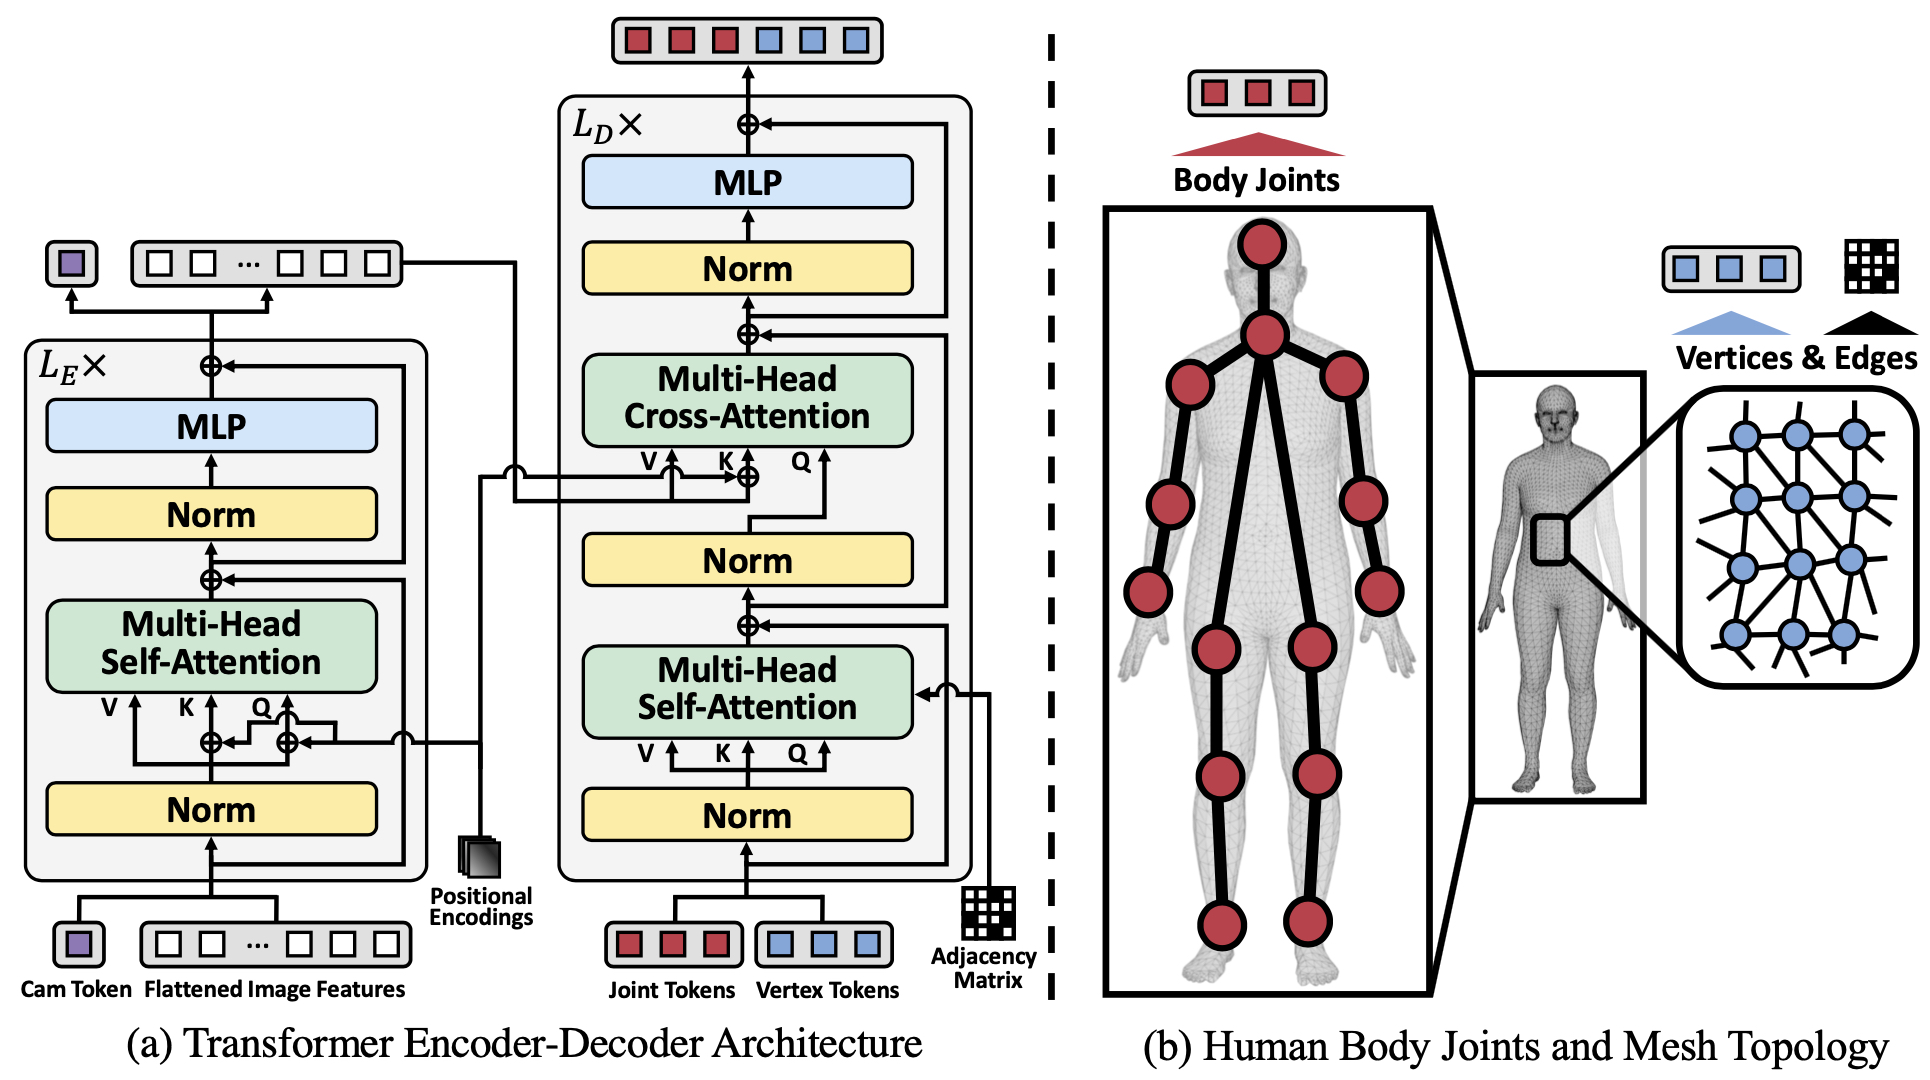 L_D×
MLP
Norm
Multi-Head
Cross-Attention
V K Q
Norm
Multi-Head
Self-Attention
V K Q
Norm
Joint Tokens
Vertex Tokens
Adjacency
Matrix
L_E×
MLP
Norm
Multi-Head
Self-Attention
V K Q
Norm
...
...
Cam Token
Flattened Image Features
Positional
Encodings
(a) Transformer Encoder-Decoder Architecture
Body Joints
Vertices & Edges
(b) Human Body Joints and Mesh Topology